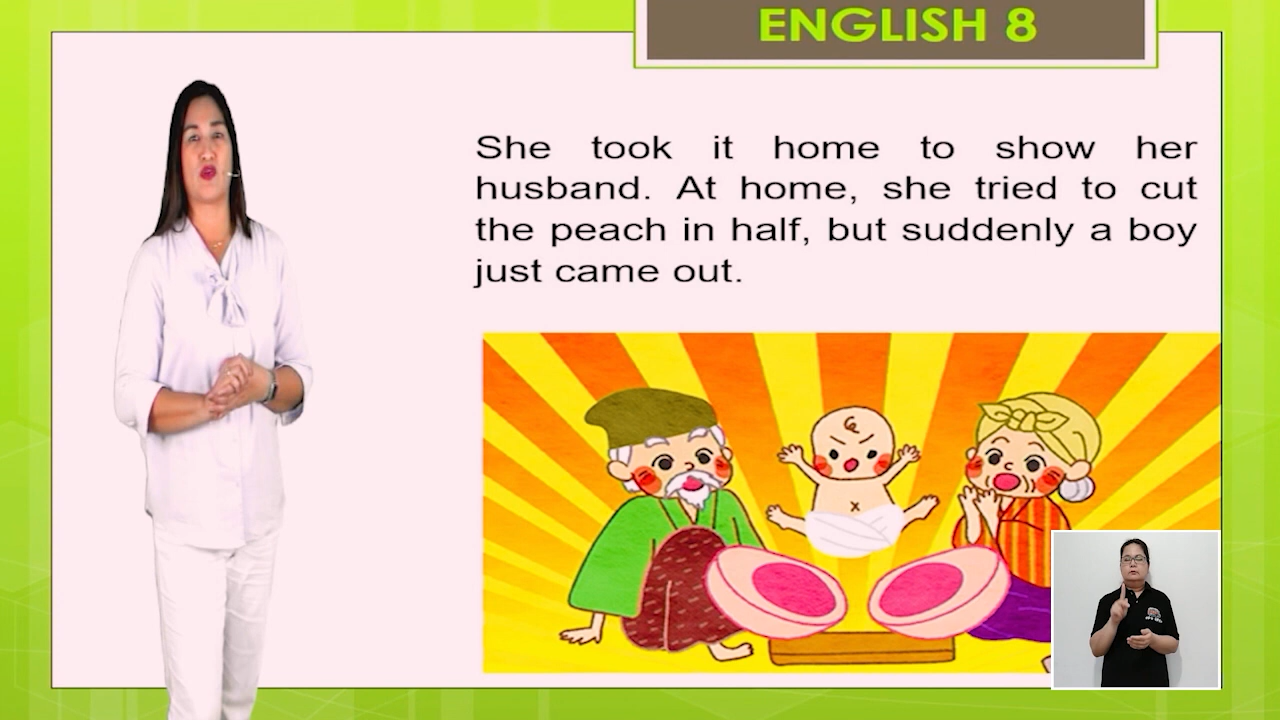 ENGLISH 8
She took it home to show her
husband. At home, she tried to cut
the peach in half, but suddenly a boy
just came out.